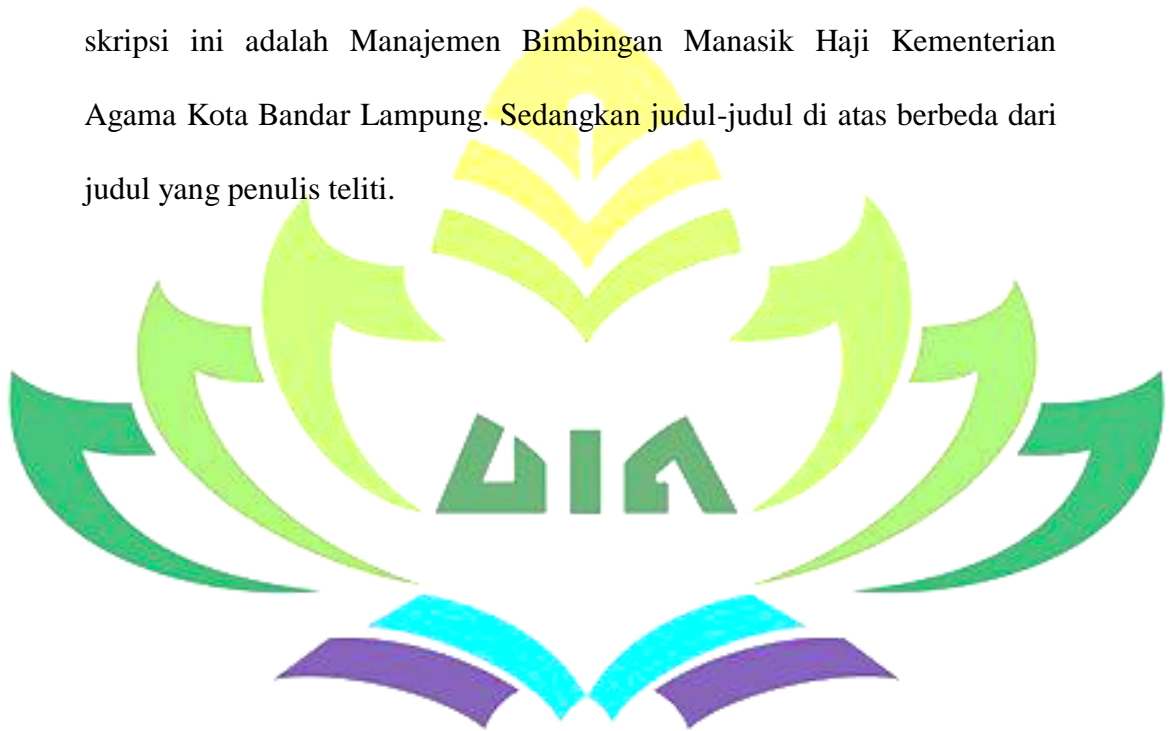 skripsi ini adalah Manajemen Bimbingan Manasik Haji Kementerian
Agama Kota Bandar Lampung. Sedangkan judul-judul di atas berbeda dari
judul yang penulis teliti.
UIN